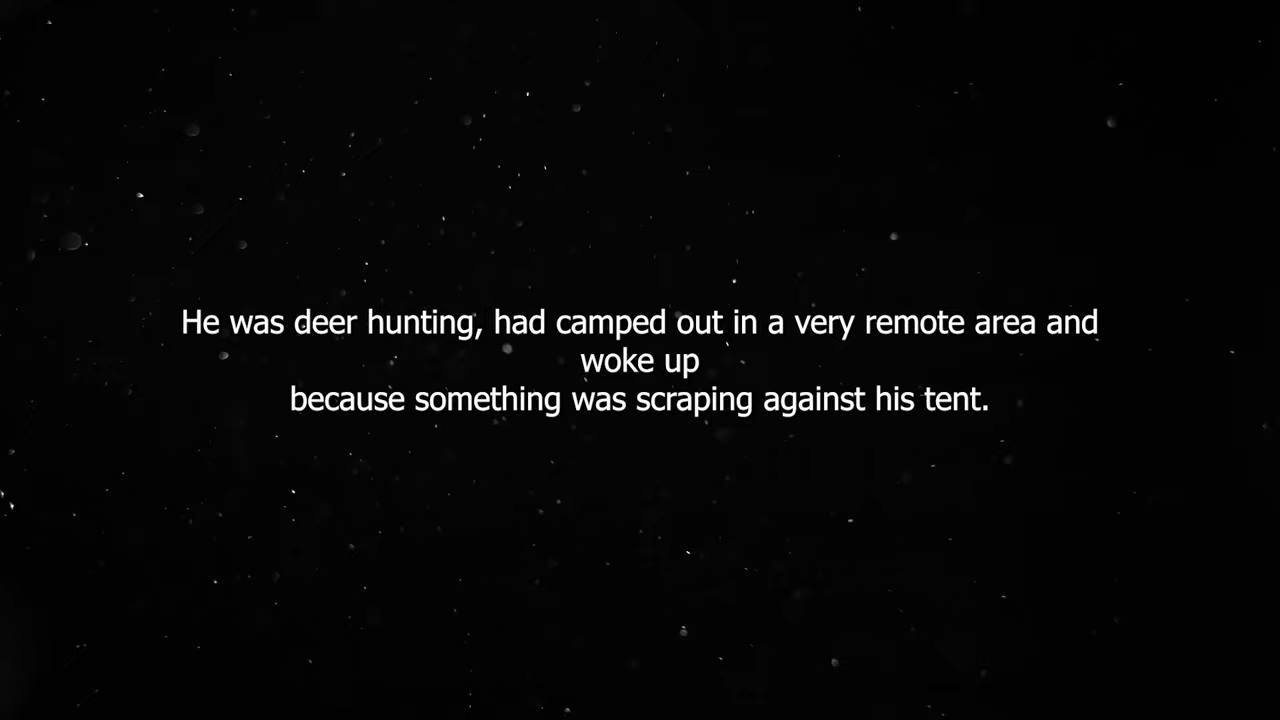 He was deer hunting, had camped out in a very remote area and
woke up
because something was scraping against his tent.